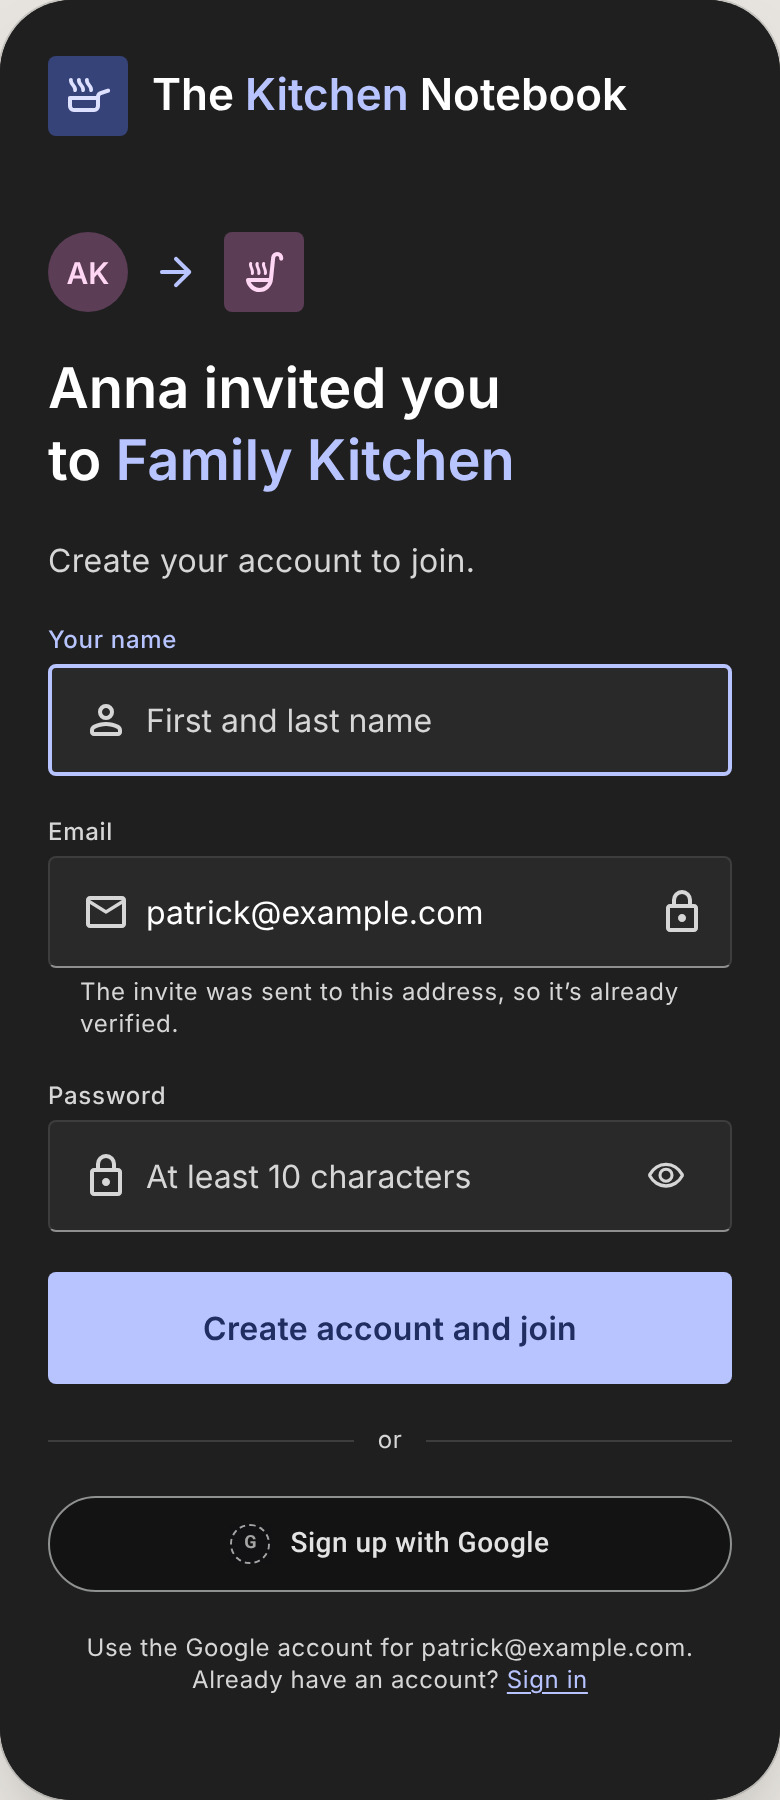 The Kitchen Notebook
AK
Anna invited you
to Family Kitchen
Create your account to join.
Your name
First and last name
Email
patrick@example.com
The invite was sent to this address, so it’s already
verified.
Password
At least 10 characters
Create account and join
or
G Sign up with Google
Use the Google account for patrick@example.com.
Already have an account? Sign in